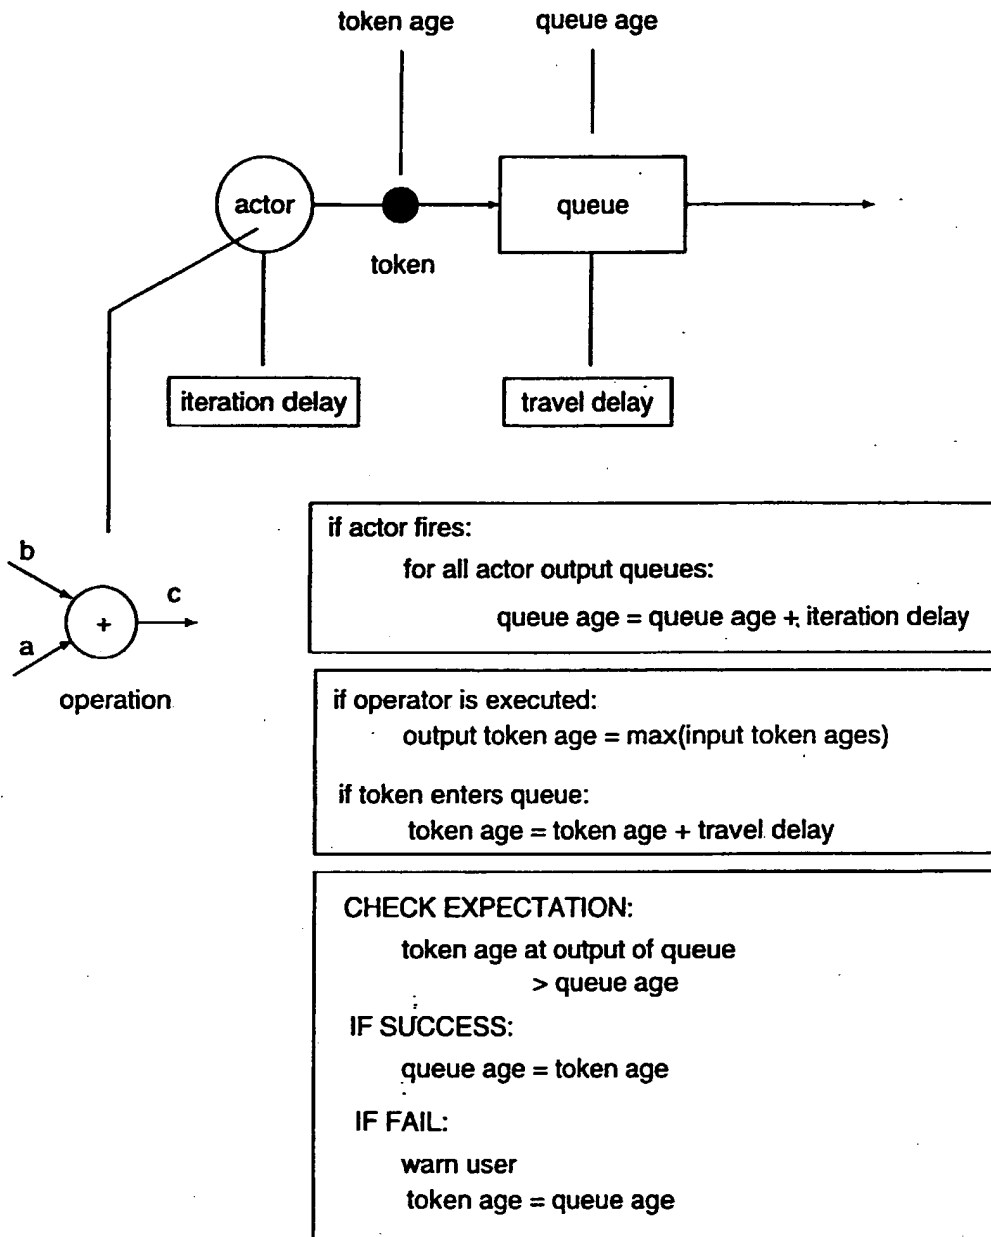 token age
queue age
actor
queue
token
iteration delay
travel delay
b
c
+
a
operation
if actor fires:
for all actor output queues:
queue age = queue age + iteration delay
if operator is executed:
output token age = max(input token ages)
if token enters queue:
token age = token age + travel delay
CHECK EXPECTATION:
token age at output of queue
> queue age
IF SUCCESS:
queue age = token age
IF FAIL:
warn user
token age = queue age